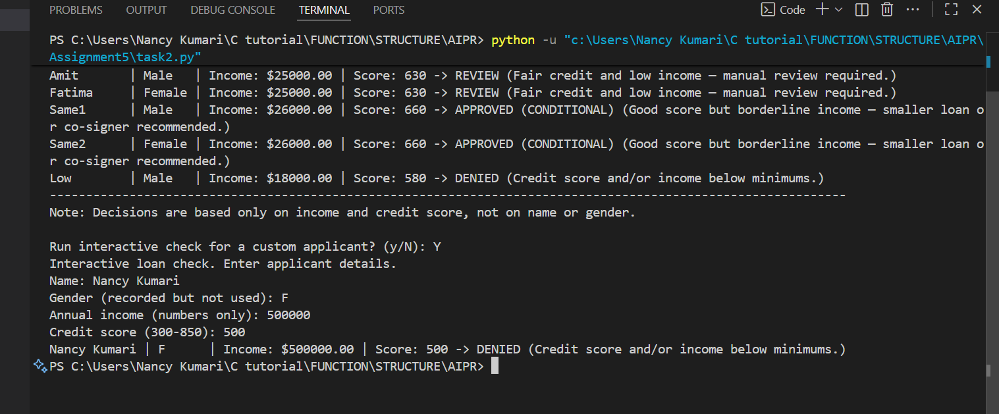 PROBLEMS OUTPUT DEBUG CONSOLE TERMINAL PORTS Code
PS C:\Users\Nancy Kumari\C tutorial\FUNCTION\STRUCTURE\AIPR> python -u "c:\Users\Nancy Kumari\C tutorial\FUNCTION\STRUCTURE\AIPR\
Assignment5\task2.py"
Amit       | Male   | Income: $25000.00 | Score: 630 -> REVIEW (Fair credit and low income — manual review required.)
Fatima     | Female | Income: $25000.00 | Score: 630 -> REVIEW (Fair credit and low income — manual review required.)
Same1      | Male   | Income: $26000.00 | Score: 660 -> APPROVED (CONDITIONAL) (Good score but borderline income — smaller loan o
r co-signer recommended.)
Same2      | Female | Income: $26000.00 | Score: 660 -> APPROVED (CONDITIONAL) (Good score but borderline income — smaller loan o
r co-signer recommended.)
Low        | Male   | Income: $18000.00 | Score: 580 -> DENIED (Credit score and/or income below minimums.)
--------------------------------------------------------------------------------------------------------------
Note: Decisions are based only on income and credit score, not on name or gender.
Run interactive check for a custom applicant? (y/N): Y
Interactive loan check. Enter applicant details.
Name: Nancy Kumari
Gender (recorded but not used): F
Annual income (numbers only): 500000
Credit score (300-850): 500
Nancy Kumari | F      | Income: $500000.00 | Score: 500 -> DENIED (Credit score and/or income below minimums.)
PS C:\Users\Nancy Kumari\C tutorial\FUNCTION\STRUCTURE\AIPR>